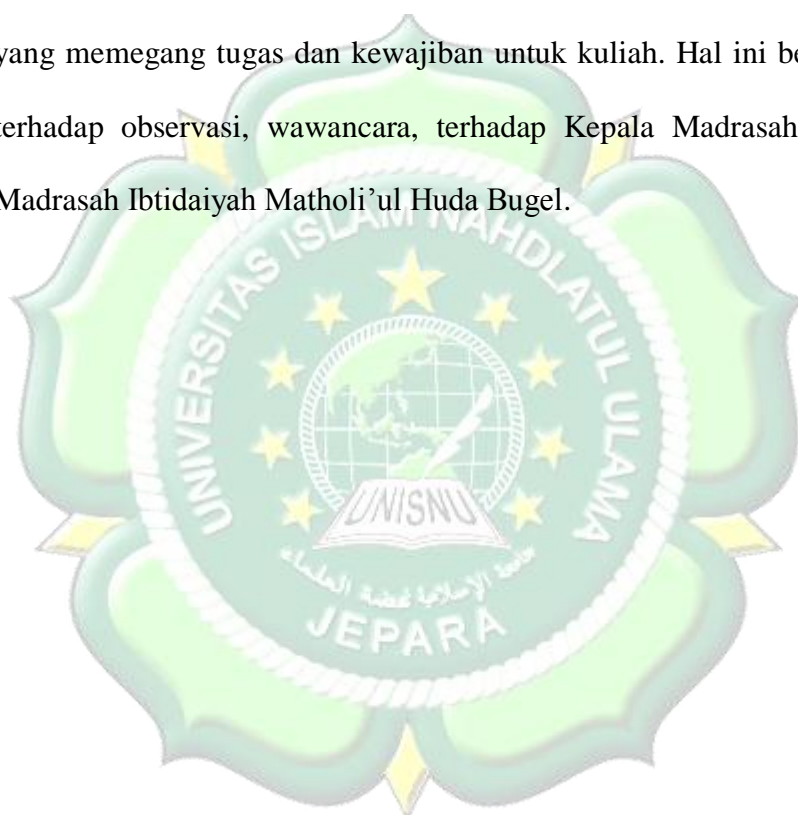 yang memegang tugas dan kewajiban untuk kuliah. Hal ini be
terhadap observasi, wawancara, terhadap Kepala Madrasah
Madrasah Ibtidaiyah Matholi’ul Huda Bugel.
UNIVERSITAS ISLAM NAHDLATUL ULAMA
UNISNU
JEPARA